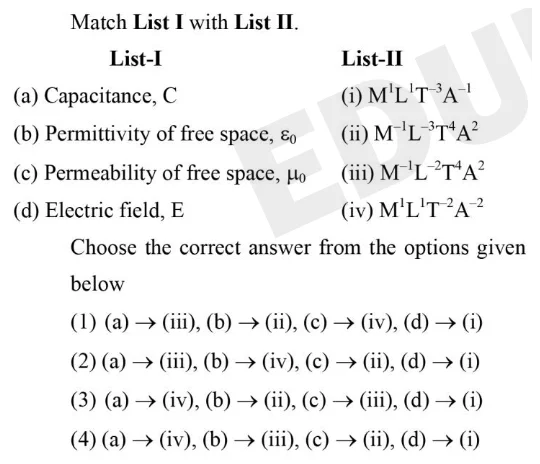 Match List I with List II.
List-I List-II
(a) Capacitance, C (i) M¹L¹T⁻³A⁻¹
(b) Permittivity of free space, ε₀ (ii) M⁻¹L⁻³T⁴A²
(c) Permeability of free space, μ₀ (iii) M⁻¹L⁻²T⁴A²
(d) Electric field, E (iv) M¹L¹T⁻²A⁻²
Choose the correct answer from the options given
below
(1) (a) → (iii), (b) → (ii), (c) → (iv), (d) → (i)
(2) (a) → (iii), (b) → (iv), (c) → (ii), (d) → (i)
(3) (a) → (iv), (b) → (ii), (c) → (iii), (d) → (i)
(4) (a) → (iv), (b) → (iii), (c) → (ii), (d) → (i)